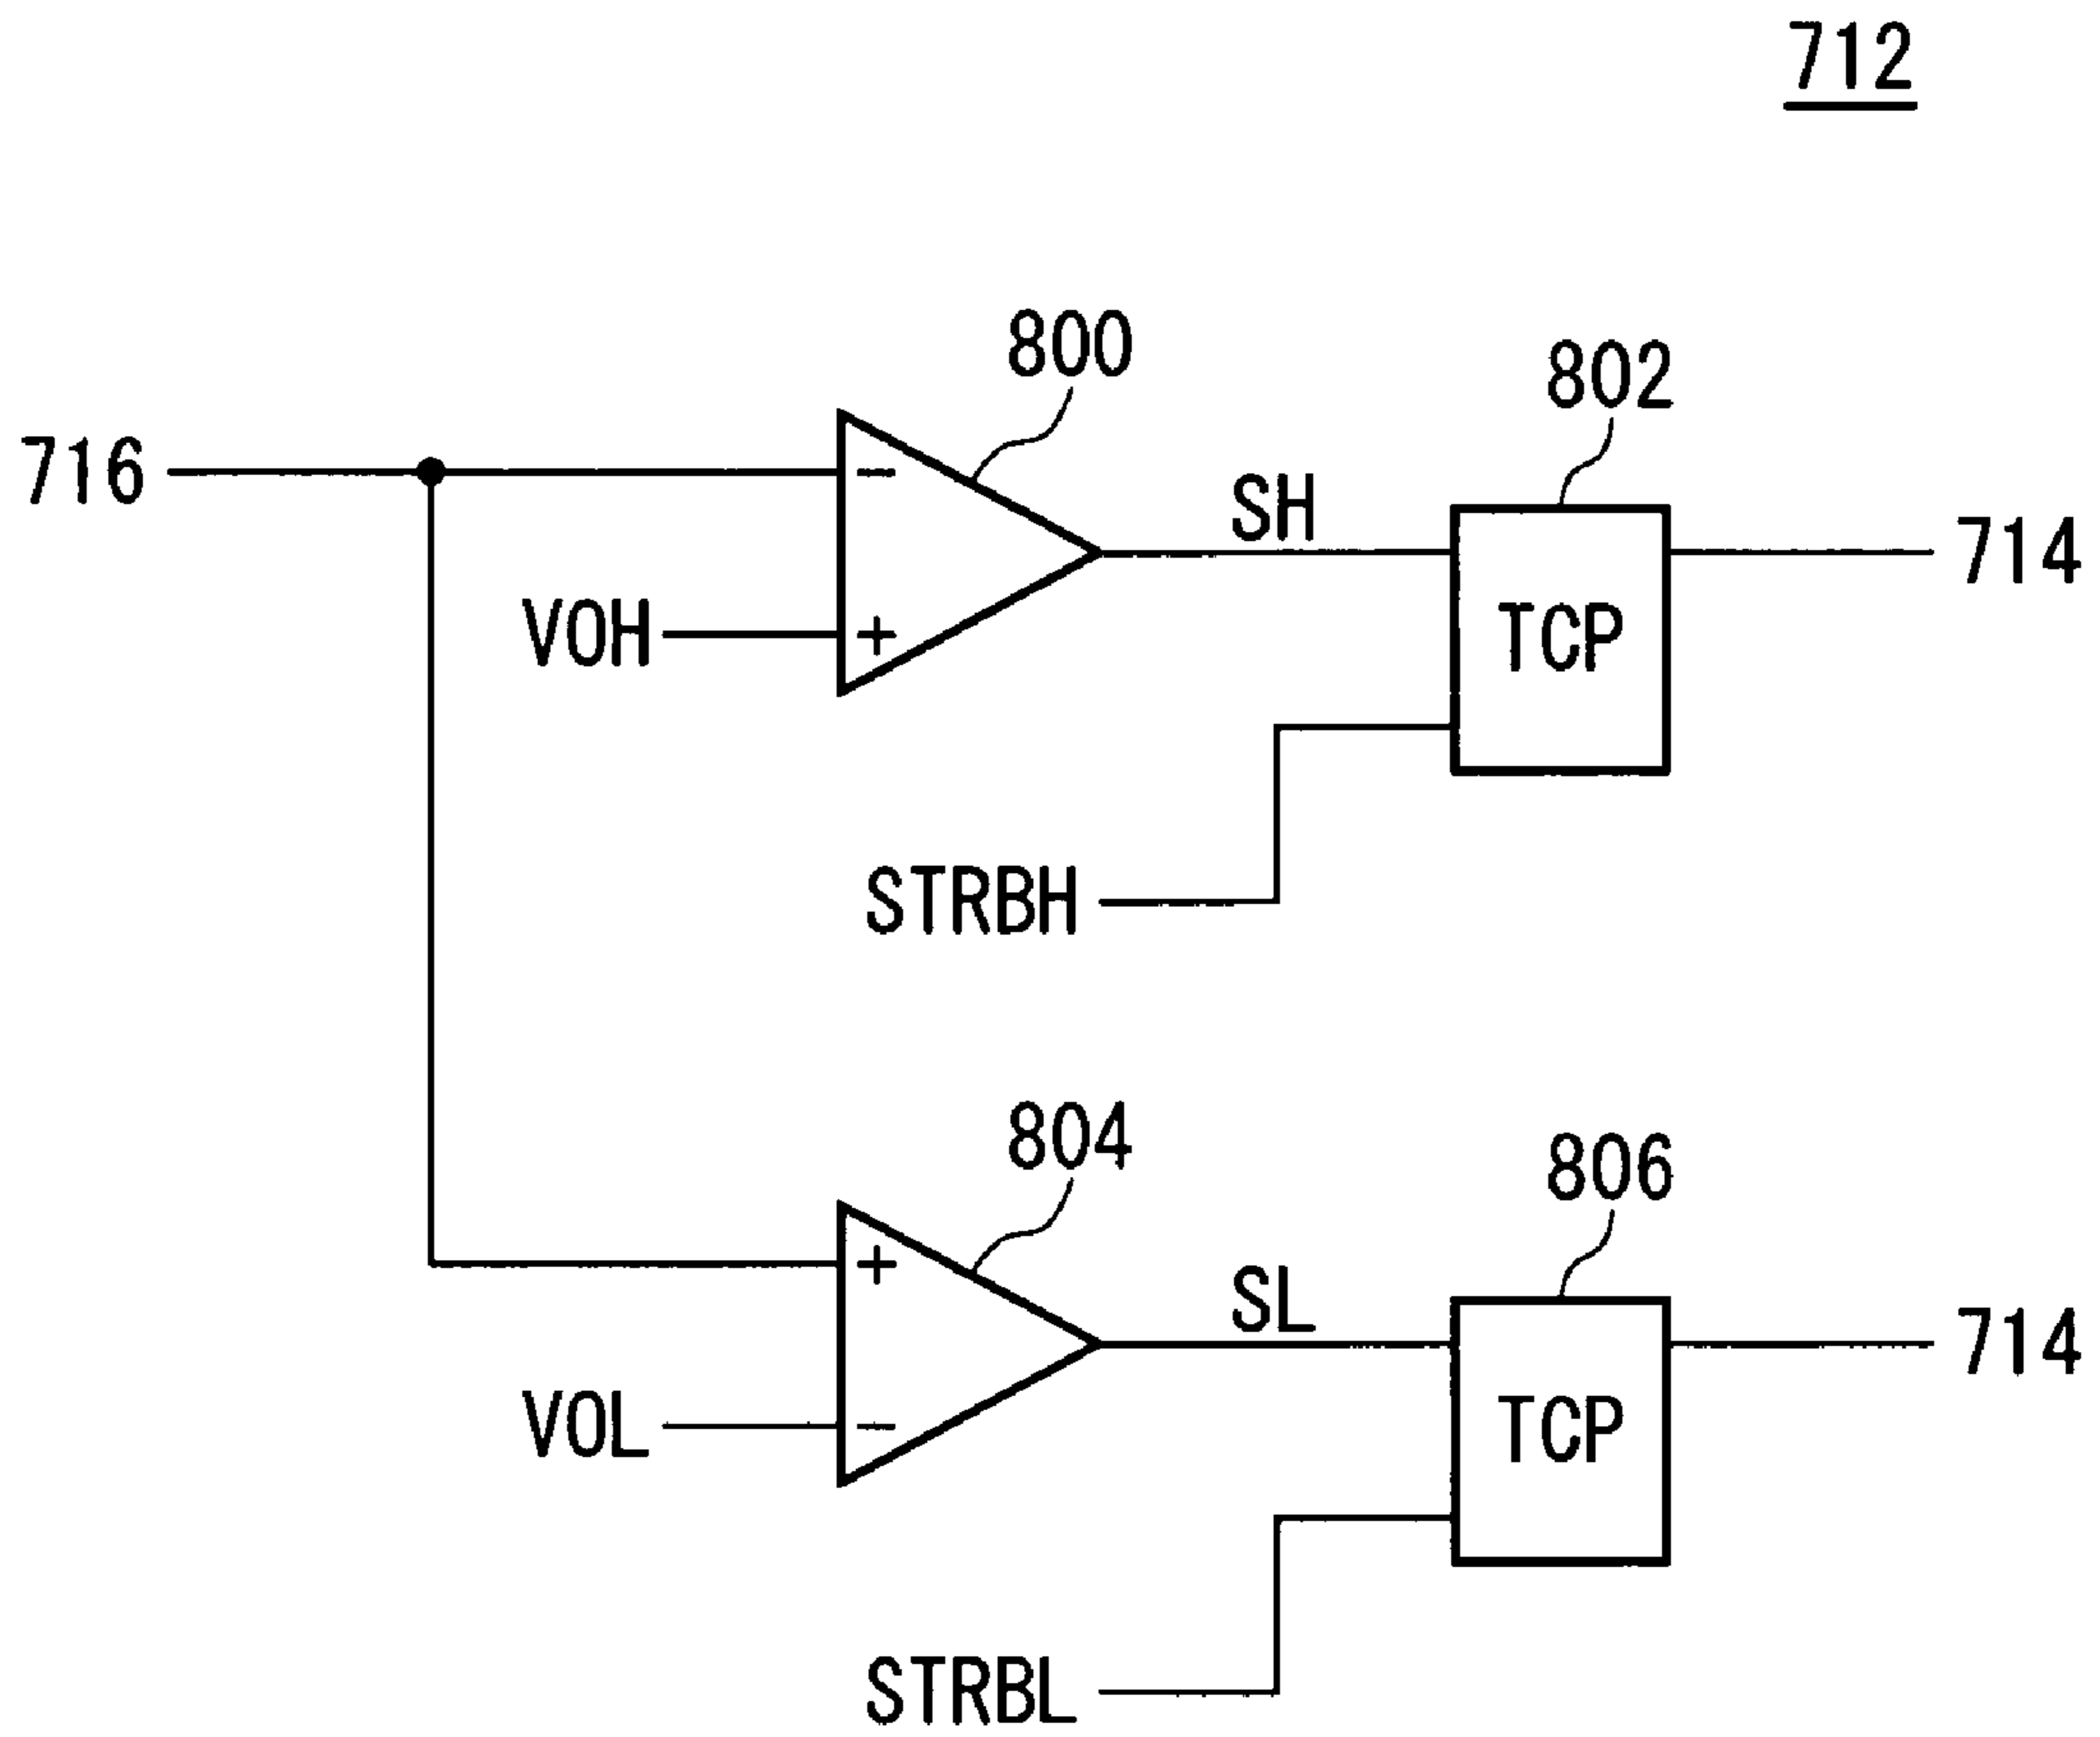 712
800
802
716
-
SH
714
VOH
+
TCP
STRBH
804
806
+
SL
714
VOL
-
TCP
STRBL